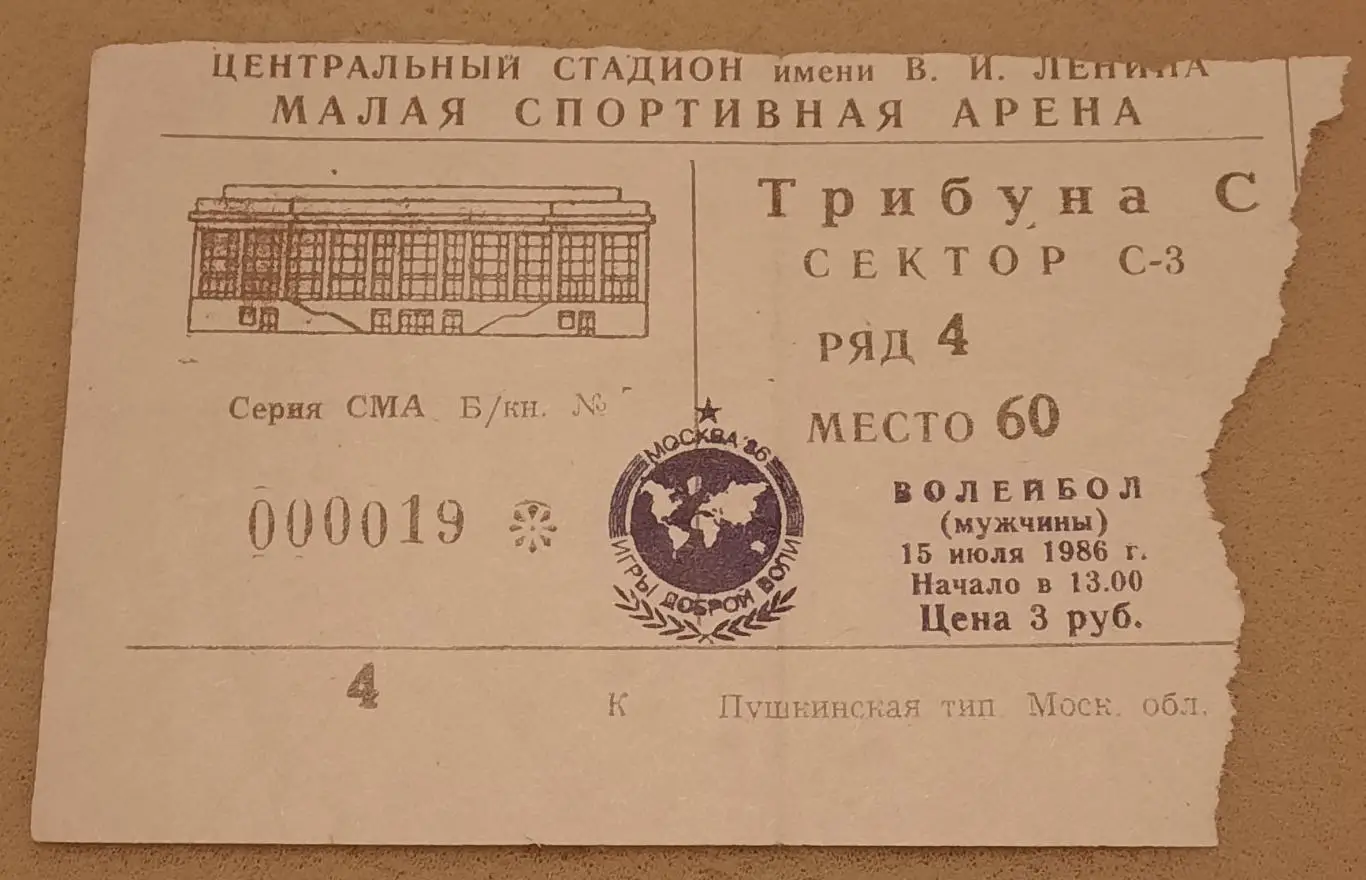 ЦЕНТРАЛЬНЫЙ СТАДИОН имени В. И. ЛЕНИНА
МАЛАЯ СПОРТИВНАЯ АРЕНА
Трибуна С
СЕКТОР С-3
РЯД 4
МЕСТО 60
Серия СМА Б/кн. №
000019
МОСКВА '86
ИГРЫ ДОБРОЙ ВОЛИ
ВОЛЕЙБОЛ
(мужчины)
15 июля 1986 г.
Начало в 13.00
Цена 3 руб.
4
К Пушкинская тип. Моск. обл.